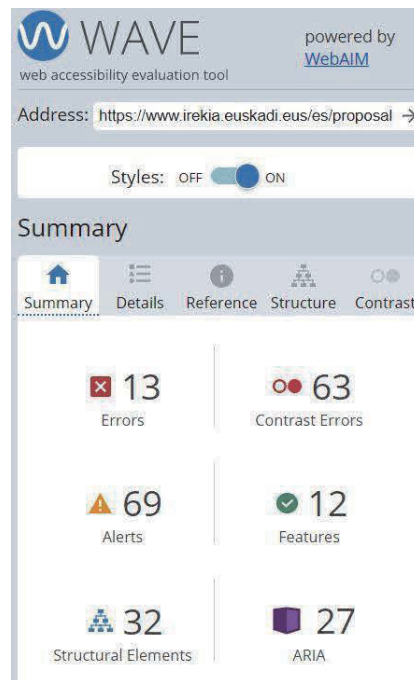 WAVE
powered by
WebAIM
web accessibility evaluation tool
Address: https://www.irekia.euskadi.eus/es/proposal
Styles: OFF ON
Summary
Summary Details Reference Structure Contrast
13 63
Errors Contrast Errors
69 12
Alerts Features
32 27
Structural Elements ARIA